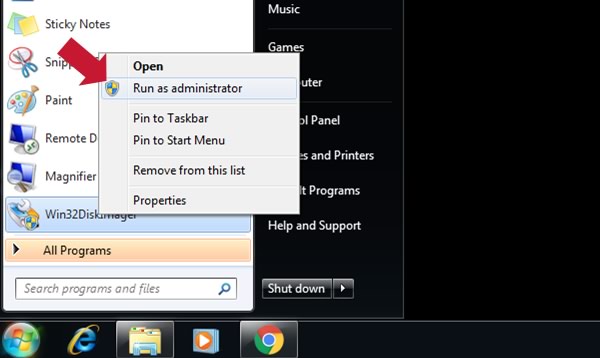 Sticky Notes
Snipp
Paint
Remote D
Magnifier
Win32DiskImager
All Programs
Search programs and files
Open
Run as administrator
Pin to Taskbar
Pin to Start Menu
Remove from this list
Properties
Music
Games
uter
ol Panel
es and Printers
lt Programs
Help and Support
Shut down